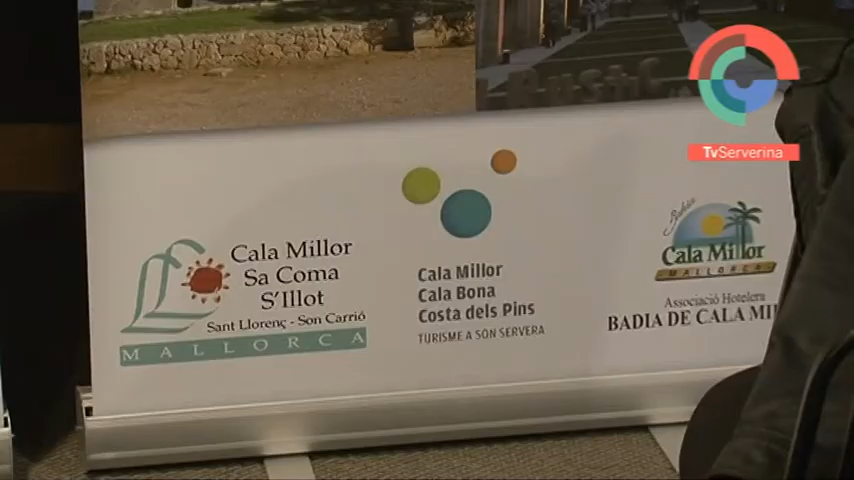 TvServerina
Cala Millor
Sa Coma
S'Illot
Sant Llorenç - Son Carrió
MALLORCA
Cala Millor
Cala Bona
Costa dels Pins
TURISME A SON SERVERA
Badia
Cala Millor
MALLORCA
Associació Hotelera
BADIA DE CALA MI